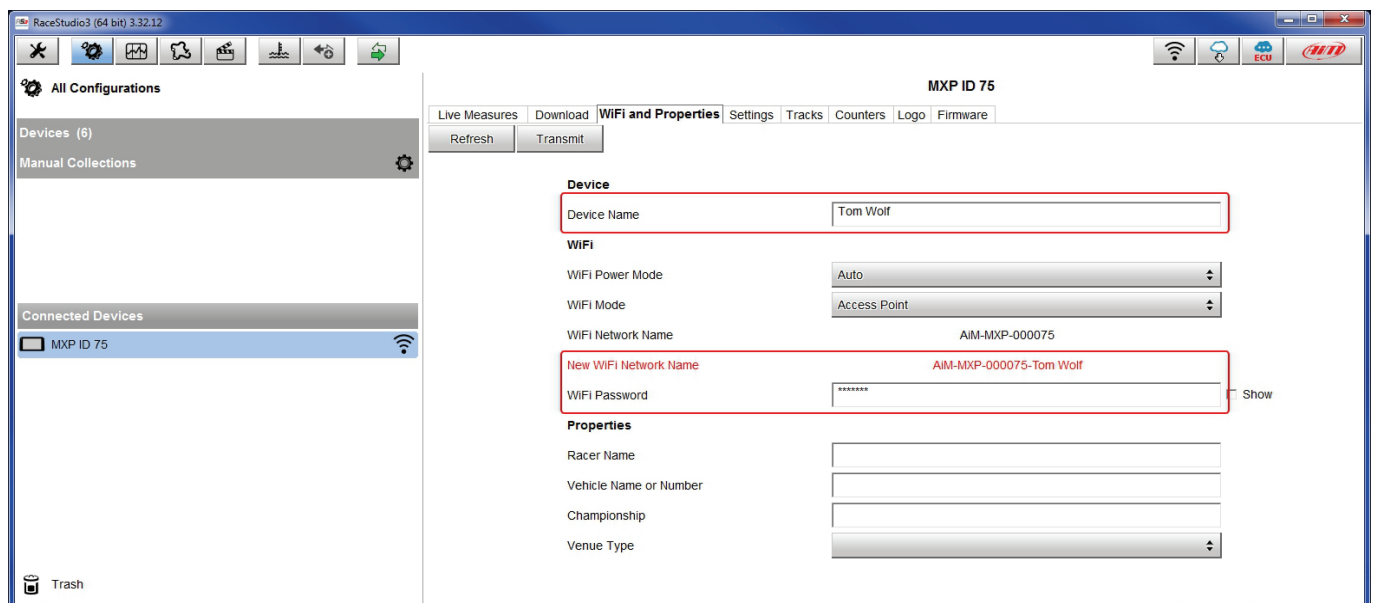 RaceStudio3 (64 bit) 3.32.12
ECU
AiM
All Configurations
MXP ID 75
Live Measures Download WiFi and Properties Settings Tracks Counters Logo Firmware
Devices (6)
Refresh Transmit
Manual Collections
Device
Device Name Tom Wolf
WiFi
WiFi Power Mode Auto
WiFi Mode Access Point
Connected Devices
WiFi Network Name AiM-MXP-000075
MXP ID 75
New WiFi Network Name AiM-MXP-000075-Tom Wolf
WiFi Password ******* Show
Properties
Racer Name
Vehicle Name or Number
Championship
Venue Type
Trash